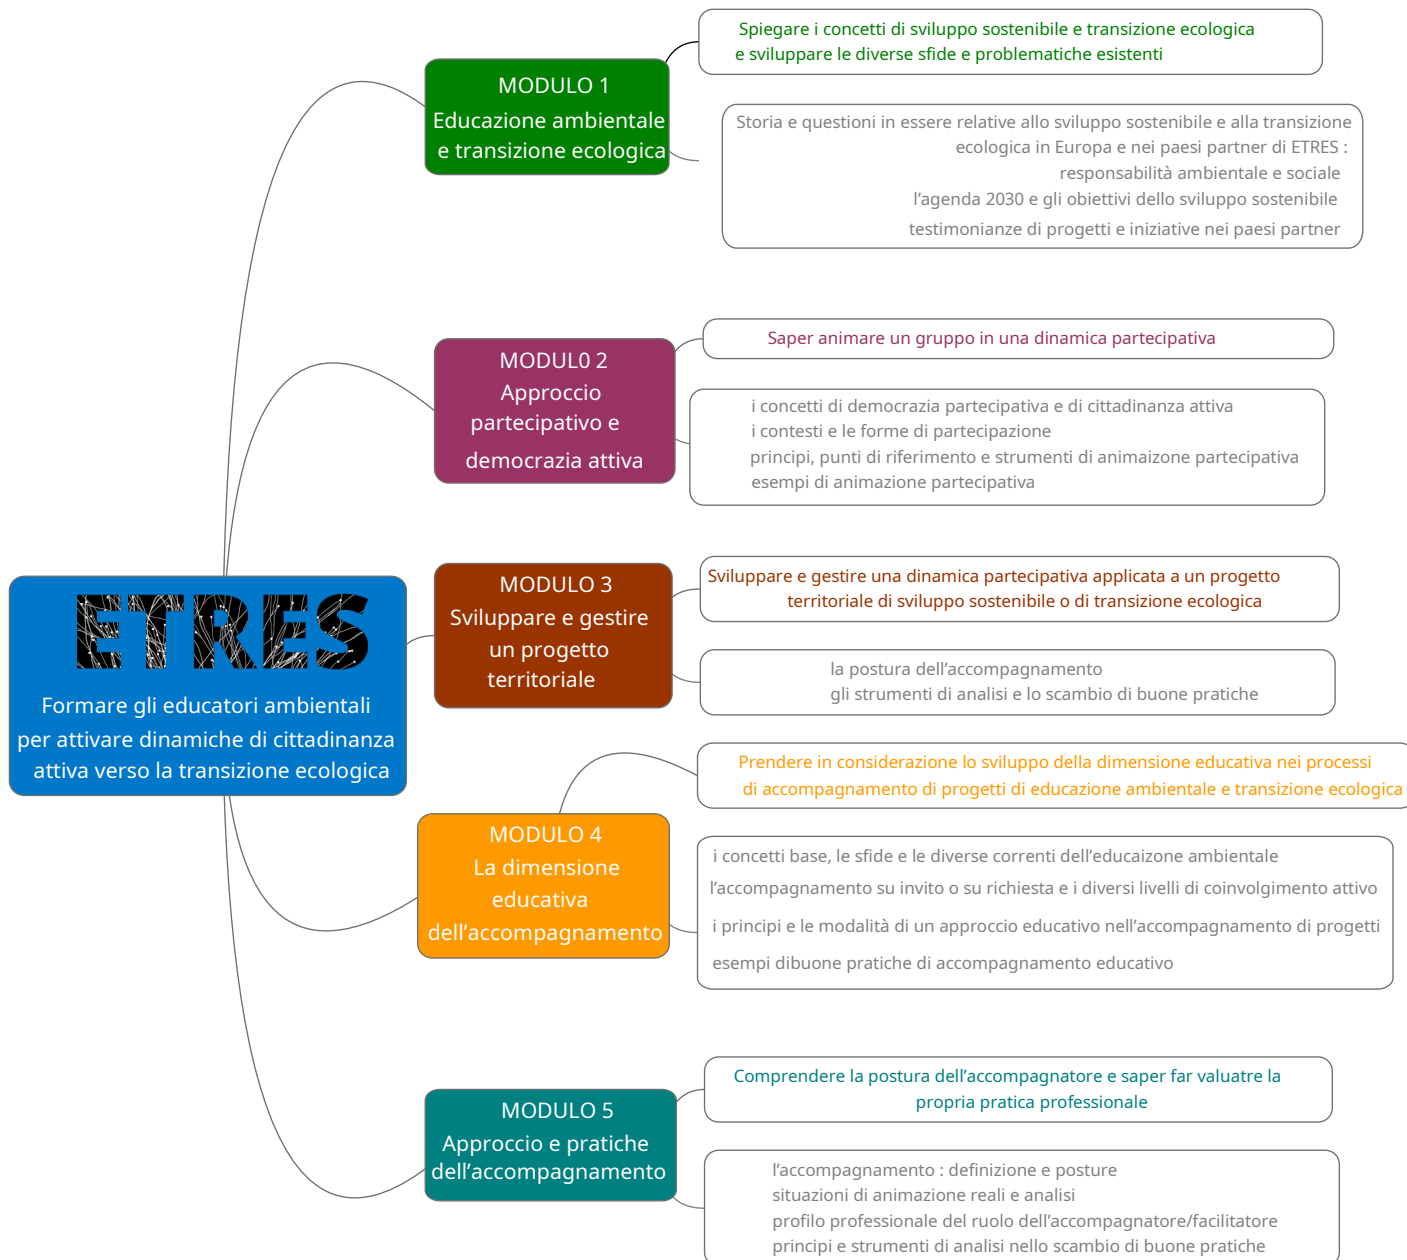 ETRES
Formare gli educatori ambientali
per attivare dinamiche di cittadinanza
attiva verso la transizione ecologica
MODULO 1
Educazione ambientale
e transizione ecologica
Spiegare i concetti di sviluppo sostenibile e transizione ecologica
e sviluppare le diverse sfide e problematiche esistenti
Storia e questioni in essere relative allo sviluppo sostenibile e alla transizione
ecologica in Europa e nei paesi partner di ETRES :
responsabilità ambientale e sociale
l’agenda 2030 e gli obiettivi dello sviluppo sostenibile
testimonianze di progetti e iniziative nei paesi partner
MODUL0 2
Approccio
partecipativo e
democrazia attiva
Saper animare un gruppo in una dinamica partecipativa
i concetti di democrazia partecipativa e di cittadinanza attiva
i contesti e le forme di partecipazione
principi, punti di riferimento e strumenti di animaizone partecipativa
esempi di animazione partecipativa
MODULO 3
Sviluppare e gestire
un progetto
territoriale
Sviluppare e gestire una dinamica partecipativa applicata a un progetto
territoriale di sviluppo sostenibile o di transizione ecologica
la postura dell’accompagnamento
gli strumenti di analisi e lo scambio di buone pratiche
MODULO 4
La dimensione
educativa
dell’accompagnamento
Prendere in considerazione lo sviluppo della dimensione educativa nei processi
di accompagnamento di progetti di educazione ambientale e transizione ecologica
i concetti base, le sfide e le diverse correnti dell’educaizone ambientale
l’accompagnamento su invito o su richiesta e i diversi livelli di coinvolgimento attivo
i principi e le modalità di un approccio educativo nell’accompagnamento di progetti
esempi dibuone pratiche di accompagnamento educativo
MODULO 5
Approccio e pratiche
dell’accompagnamento
Comprendere la postura dell’accompagnatore e saper far valuatre la
propria pratica professionale
l’accompagnamento : definizione e posture
situazioni di animazione reali e analisi
profilo professionale del ruolo dell’accompagnatore/facilitatore
principi e strumenti di analisi nello scambio di buone pratiche